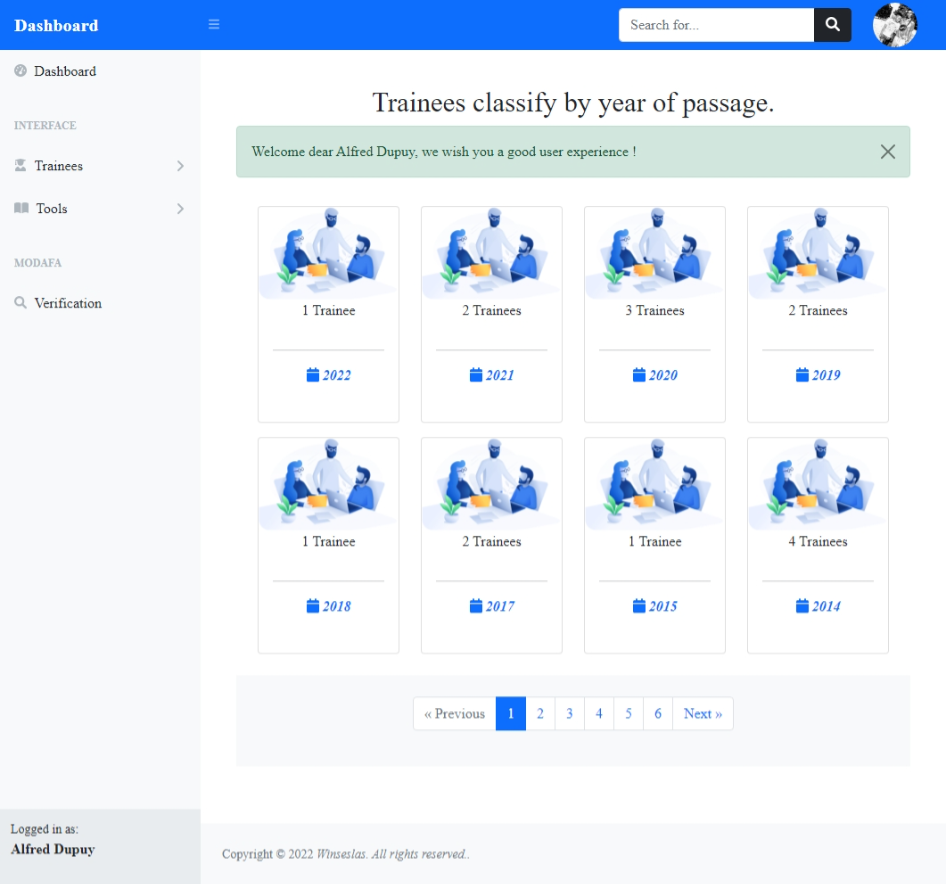 Dashboard
Search for...
Dashboard
INTERFACE
Trainees
Tools
MODAFA
Verification
Trainees classify by year of passage.
Welcome dear Alfred Dupuy, we wish you a good user experience !
1 Trainee
2 Trainees
3 Trainees
2 Trainees
2022
2021
2020
2019
1 Trainee
2 Trainees
1 Trainee
4 Trainees
2018
2017
2015
2014
« Previous 1 2 3 4 5 6 Next »
Logged in as:
Alfred Dupuy
Copyright © 2022 Winseslas. All rights reserved..